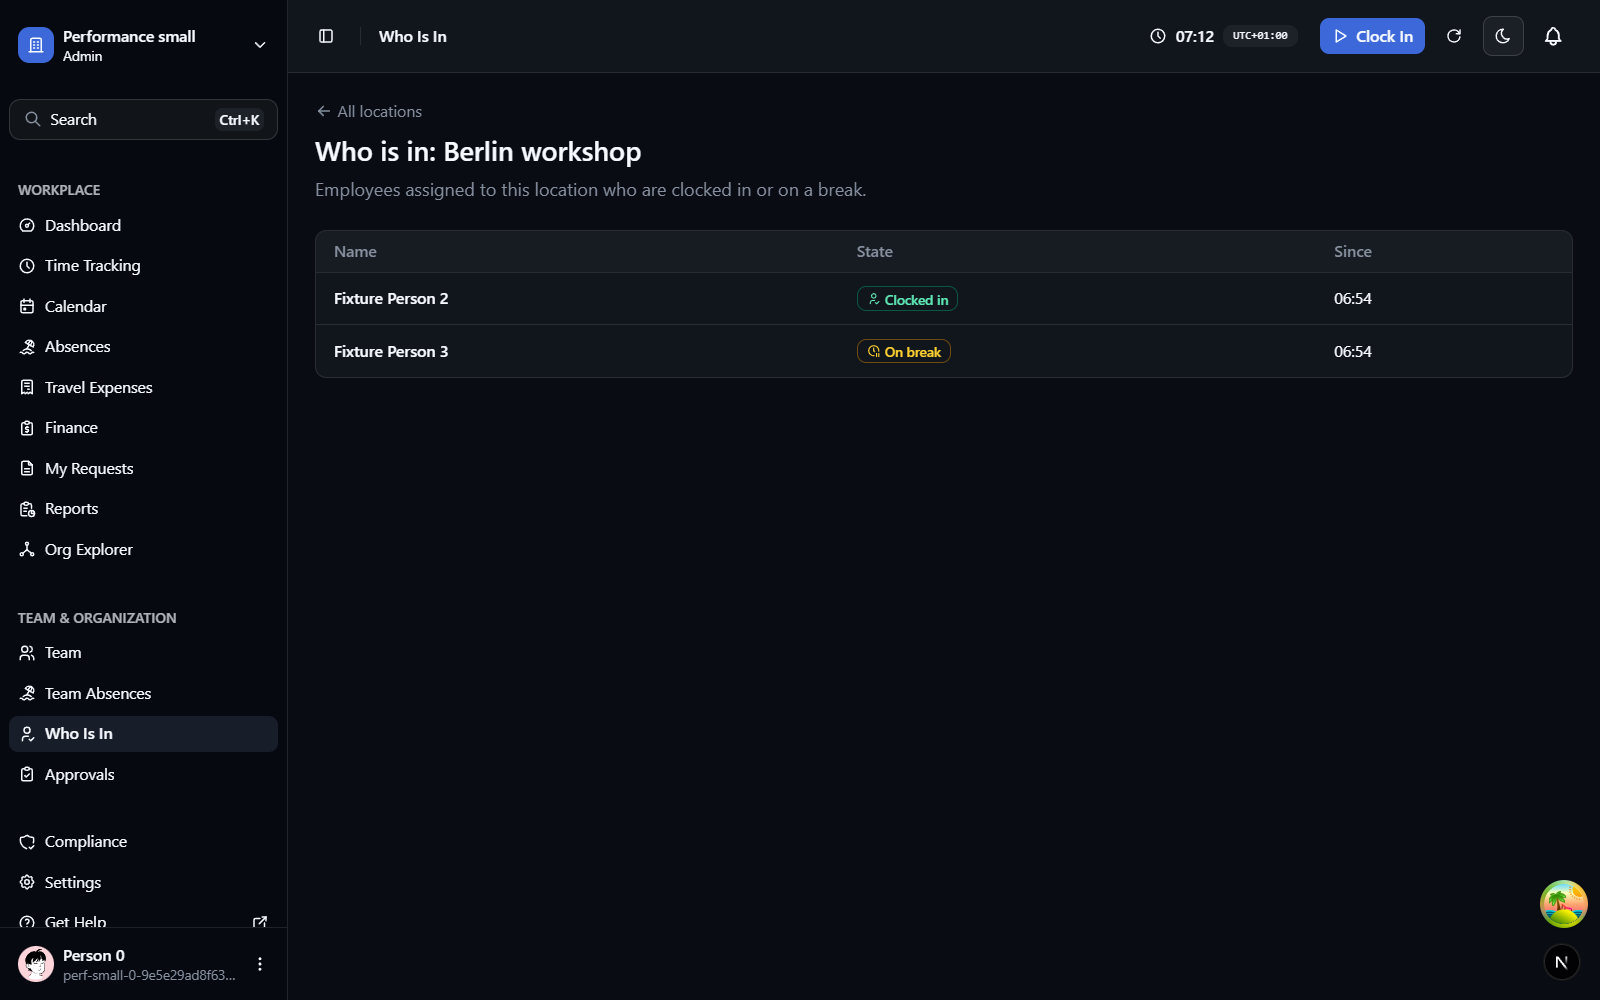 Performance small
Admin
Search
Ctrl+K
WORKPLACE
Dashboard
Time Tracking
Calendar
Absences
Travel Expenses
Finance
My Requests
Reports
Org Explorer
TEAM & ORGANIZATION
Team
Team Absences
Who Is In
Approvals
Compliance
Settings
Get Help
Person 0
perf-small-0-9e5e29ad8f63...
Who Is In
07:12
UTC+01:00
Clock In
All locations
Who is in: Berlin workshop
Employees assigned to this location who are clocked in or on a break.
Name State Since
Fixture Person 2 Clocked in 06:54
Fixture Person 3 On break 06:54
N